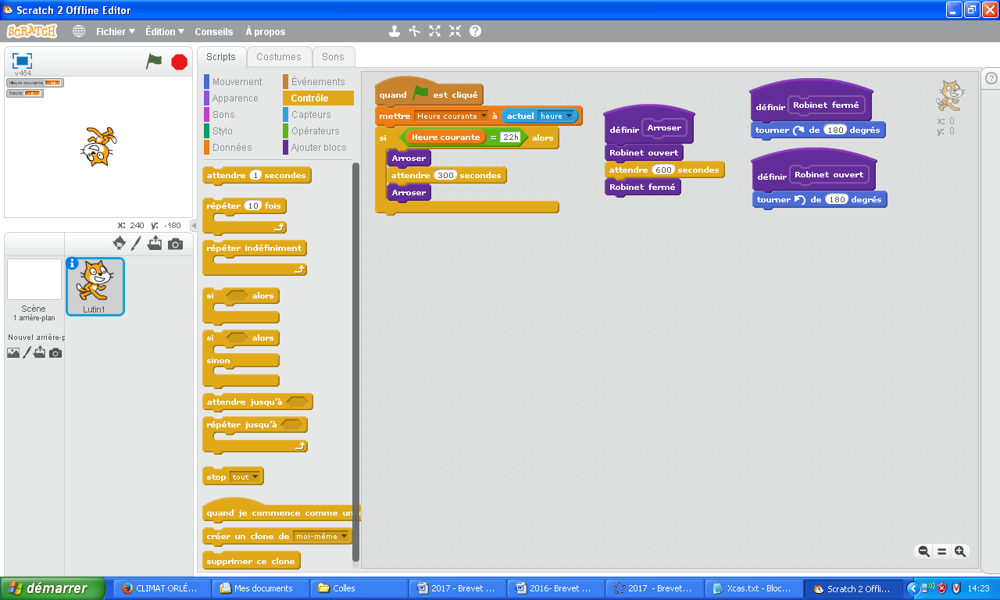 Scratch 2 Offline Editor
SCRATCH Fichier Édition Conseils À propos
v454
Heure courante
heure
X: 240 y: -180
Scène
1 arrière-plan
Nouvel arrière-p
Lutin1
Scripts Costumes Sons
Mouvement Événements
Apparence Contrôle
Sons Capteurs
Stylo Opérateurs
Données Ajouter blocs
attendre 1 secondes
répéter 10 fois
répéter indéfiniment
si alors
si alors
sinon
attendre jusqu'à
répéter jusqu'à
stop tout
quand je commence comme un
créer un clone de moi-même
supprimer ce clone
quand est cliqué
mettre Heure courante à actuel heure
si Heure courante = 22h alors
Arroser
attendre 300 secondes
Arroser
définir Arroser
Robinet ouvert
attendre 600 secondes
Robinet fermé
définir Robinet fermé
tourner de 180 degrés
définir Robinet ouvert
tourner de 180 degrés
x: 0
y: 0
démarrer CLIMAT ORLÉ... Mes documents Colles 2017 - Brevet ... 2016- Brevet ... 2017 - Brevet... Xcas.txt - Bloc... Scratch 2 Offli... 14:23